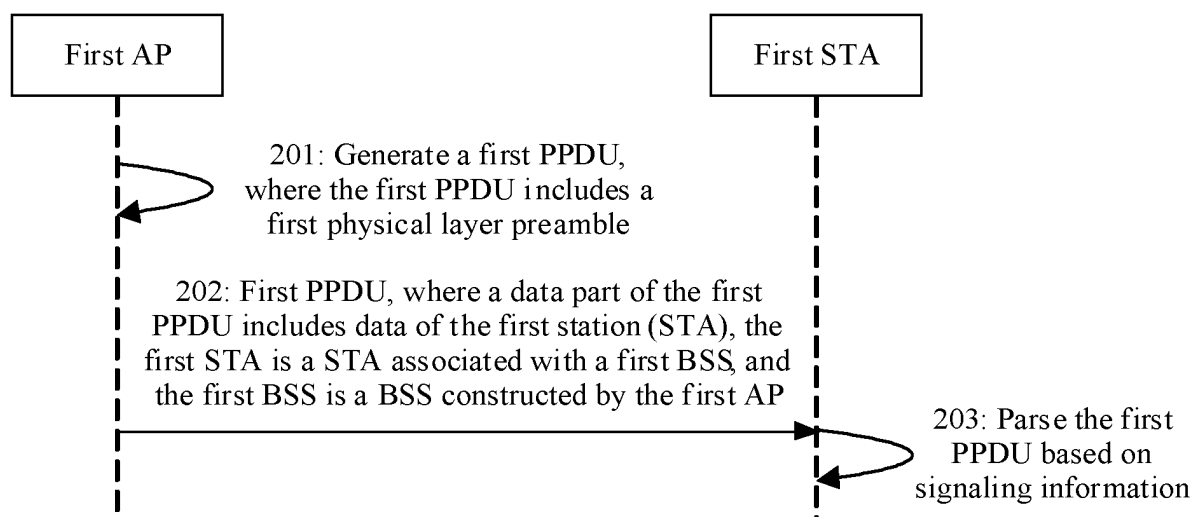 First AP
First STA
201: Generate a first PPDU,
where the first PPDU includes a
first physical layer preamble
202: First PPDU, where a data part of the first
PPDU includes data of the first station (STA), the
first STA is a STA associated with a first BSS, and
the first BSS is a BSS constructed by the first AP
203: Parse the first
PPDU based on
signaling information